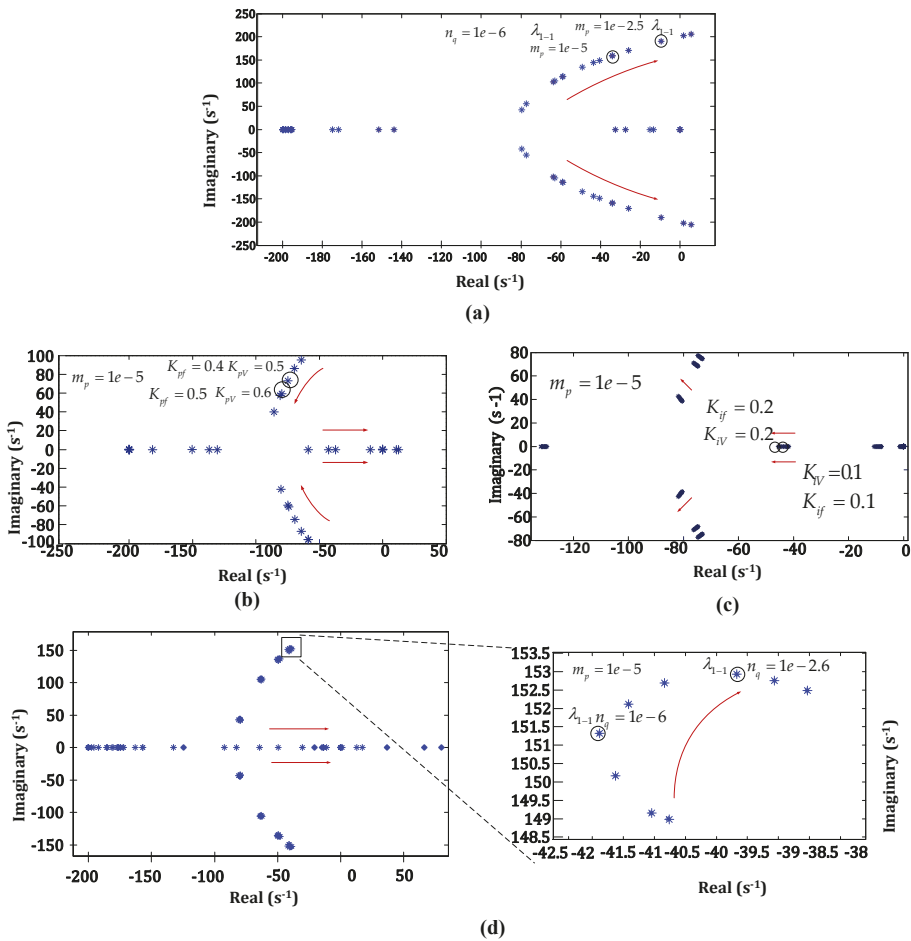 250
200
150
100
50
0
-50
-100
-150
-200
250
Imaginary (s⁻¹)
n_q = 1e-6 λ₁₋₁ m_p = 1e-2.5 λ₁₋₁
m_p = 1e-5
-200 -180 -160 -140 -120 -100 -80 -60 -40 -20 0
Real (s⁻¹)
(a)
100
80
60
40
20
0
-20
-40
-60
-80
-100
Imaginary (s⁻¹)
m_p = 1e-5
K_pf = 0.4 K_pV = 0.5
K_pf = 0.5 K_pV = 0.6
-250 -200 -150 -100 -50 0 50
Real (s⁻¹)
(b)
80
60
40
20
0
-20
-40
-60
-80
Imaginary (s -1)
m_p = 1e-5
K_if = 0.2
K_iV = 0.2
K_iV = 0.1
K_if = 0.1
-120 -100 -80 -60 -40 -20 0
Real (s⁻¹)
(c)
150
100
50
0
-50
-100
-150
Imaginary (s⁻¹)
-200 -150 -100 -50 0 50
Real (s⁻¹)
153.5
153
152.5
152
151.5
151
150.5
150
149.5
149
148.5
m_p = 1e-5
λ₁₋₁ n_q = 1e-2.6
λ₁₋₁ n_q = 1e-6
Imaginary (s⁻¹)
-42.5 -42 -41.5 -41 -40.5 -40 -39.5 -39 -38.5 -38
Real (s⁻¹)
(d)